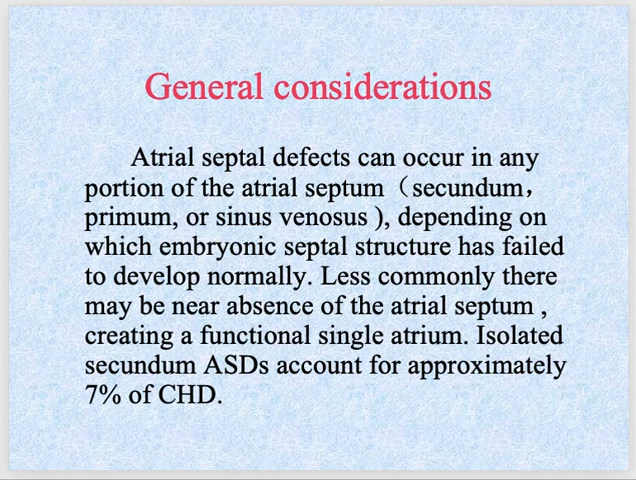 General considerations
Atrial septal defects can occur in any
portion of the atrial septum（secundum，
primum, or sinus venosus ), depending on
which embryonic septal structure has failed
to develop normally. Less commonly there
may be near absence of the atrial septum ,
creating a functional single atrium. Isolated
secundum ASDs account for approximately
7% of CHD.